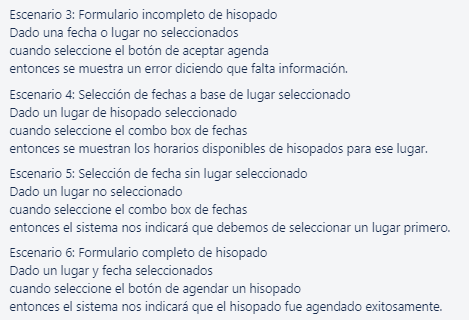 Escenario 3: Formulario incompleto de hisopado
Dado una fecha o lugar no seleccionados
cuando seleccione el botón de aceptar agenda
entonces se muestra un error diciendo que falta información.
Escenario 4: Selección de fechas a base de lugar seleccionado
Dado un lugar de hisopado seleccionado
cuando seleccione el combo box de fechas
entonces se muestran los horarios disponibles de hisopados para ese lugar.
Escenario 5: Selección de fecha sin lugar seleccionado
Dado un lugar no seleccionado
cuando seleccione el combo box de fechas
entonces el sistema nos indicará que debemos de seleccionar un lugar primero.
Escenario 6: Formulario completo de hisopado
Dado un lugar y fecha seleccionados
cuando seleccione el botón de agendar un hisopado
entonces el sistema nos indicará que el hisopado fue agendado exitosamente.